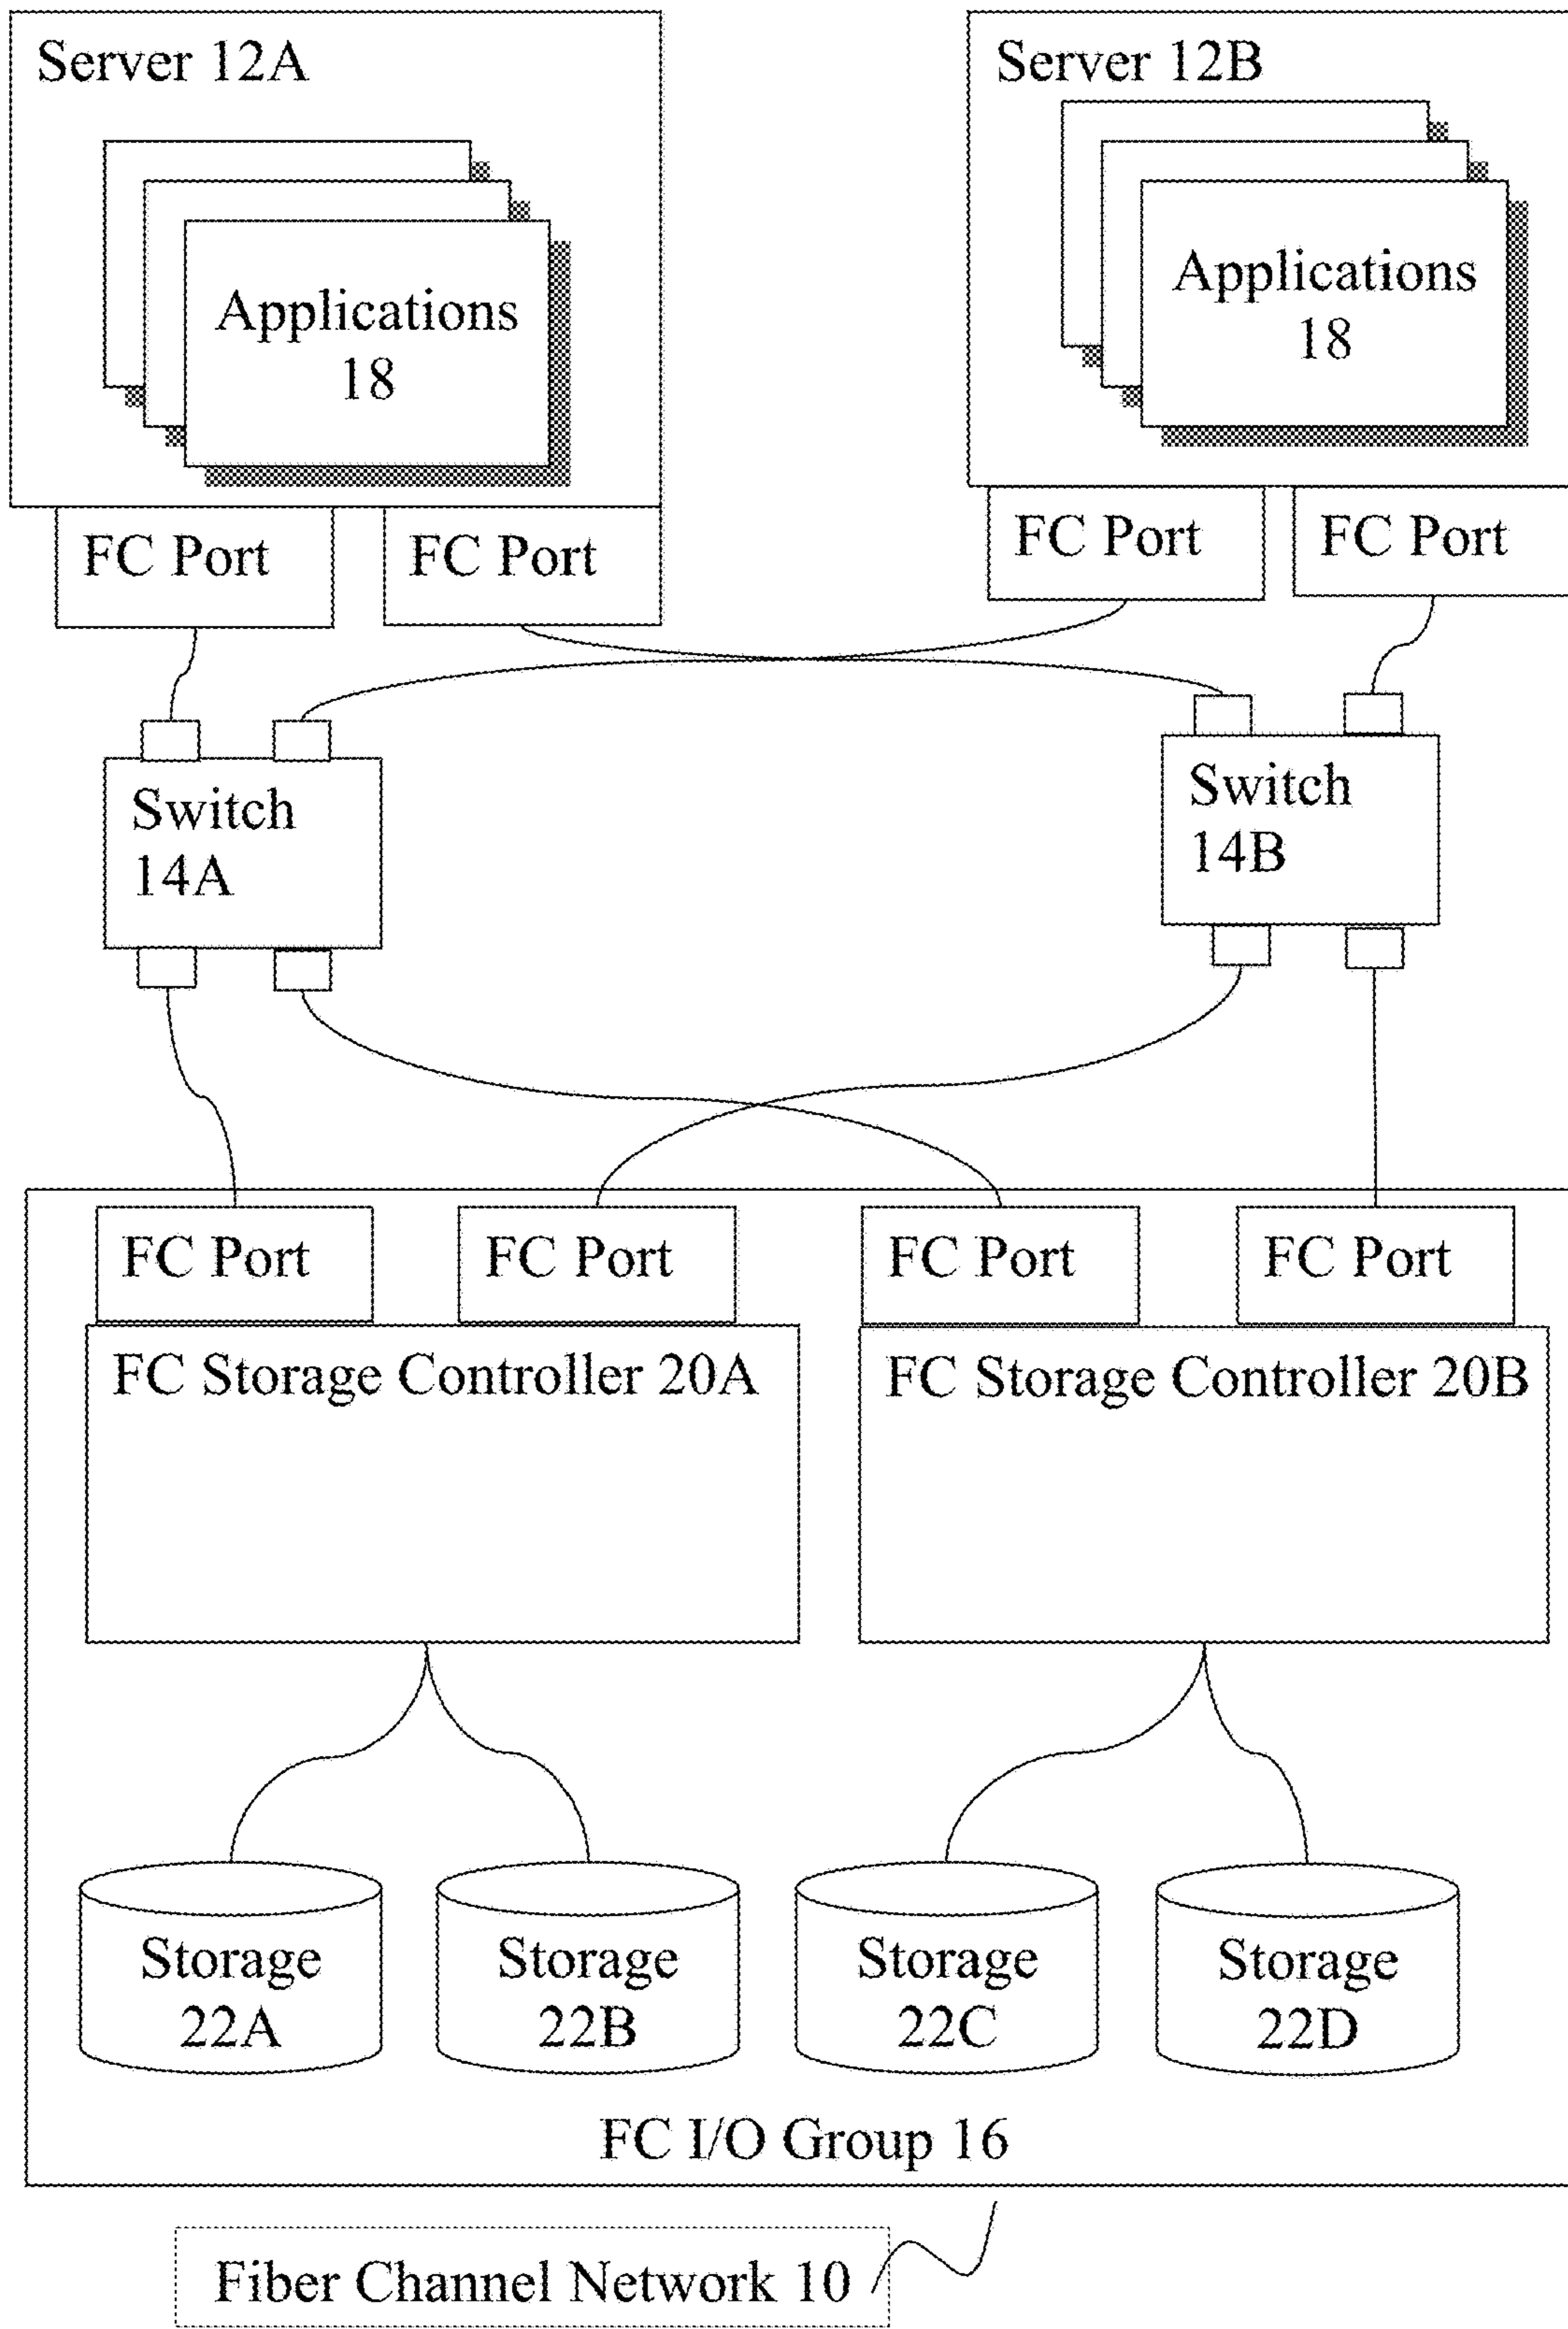 Server 12A
Applications
18
Server 12B
Applications
18
FC Port
FC Port
FC Port
FC Port
Switch
14A
Switch
14B
FC Port
FC Port
FC Port
FC Port
FC Storage Controller 20A
FC Storage Controller 20B
Storage
22A
Storage
22B
Storage
22C
Storage
22D
FC I/O Group 16
Fiber Channel Network 10